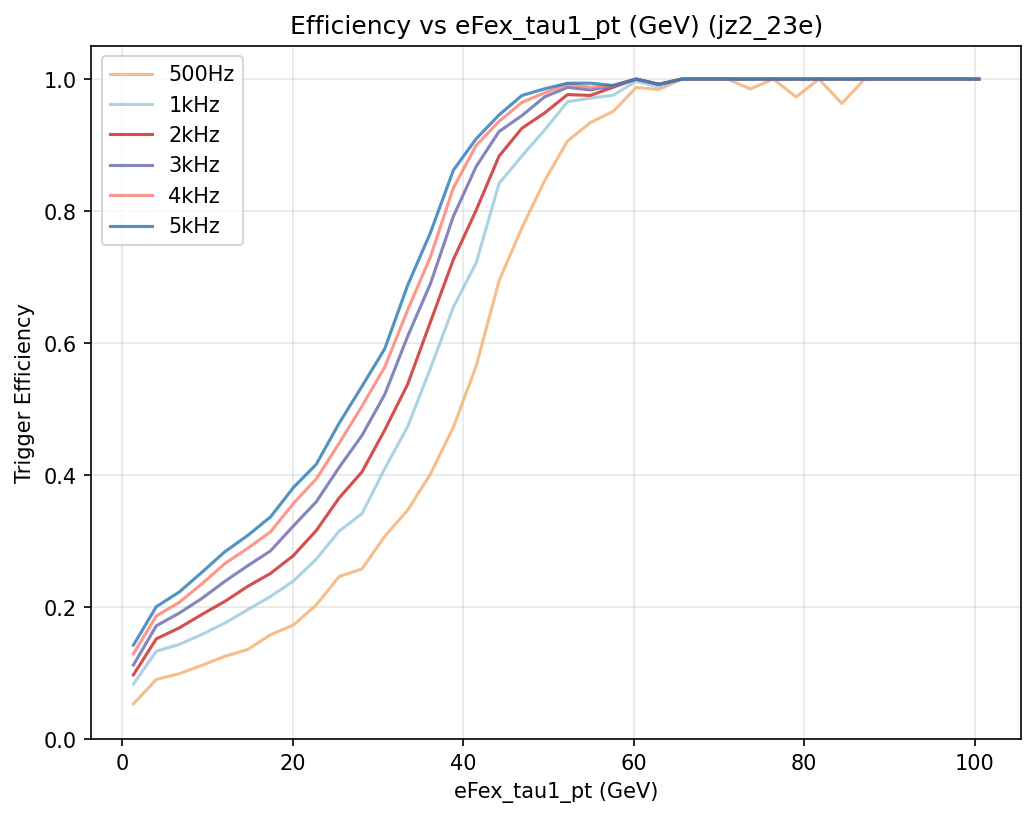 Efficiency vs eFex_tau1_pt (GeV) (jz2_23e)
500Hz
1kHz
2kHz
3kHz
4kHz
5kHz
Trigger Efficiency
1.0
0.8
0.6
0.4
0.2
0.0
0 20 40 60 80 100
eFex_tau1_pt (GeV)